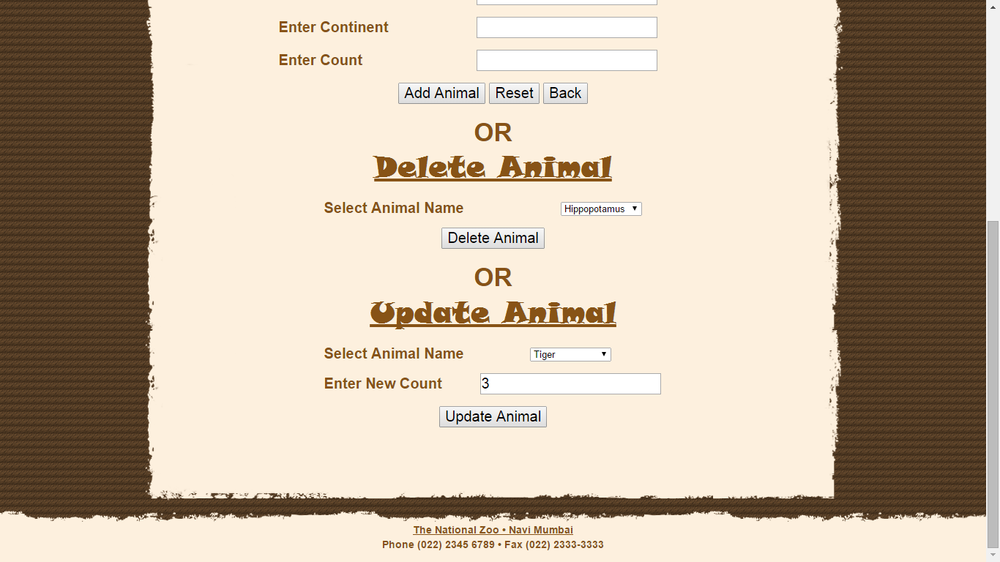 Enter Continent
Enter Count
Add Animal Reset Back
OR
Delete Animal
Select Animal Name Hippopotamus
Delete Animal
OR
Update Animal
Select Animal Name Tiger
Enter New Count 3
Update Animal
The National Zoo • Navi Mumbai
Phone (022) 2345 6789 • Fax (022) 2333-3333